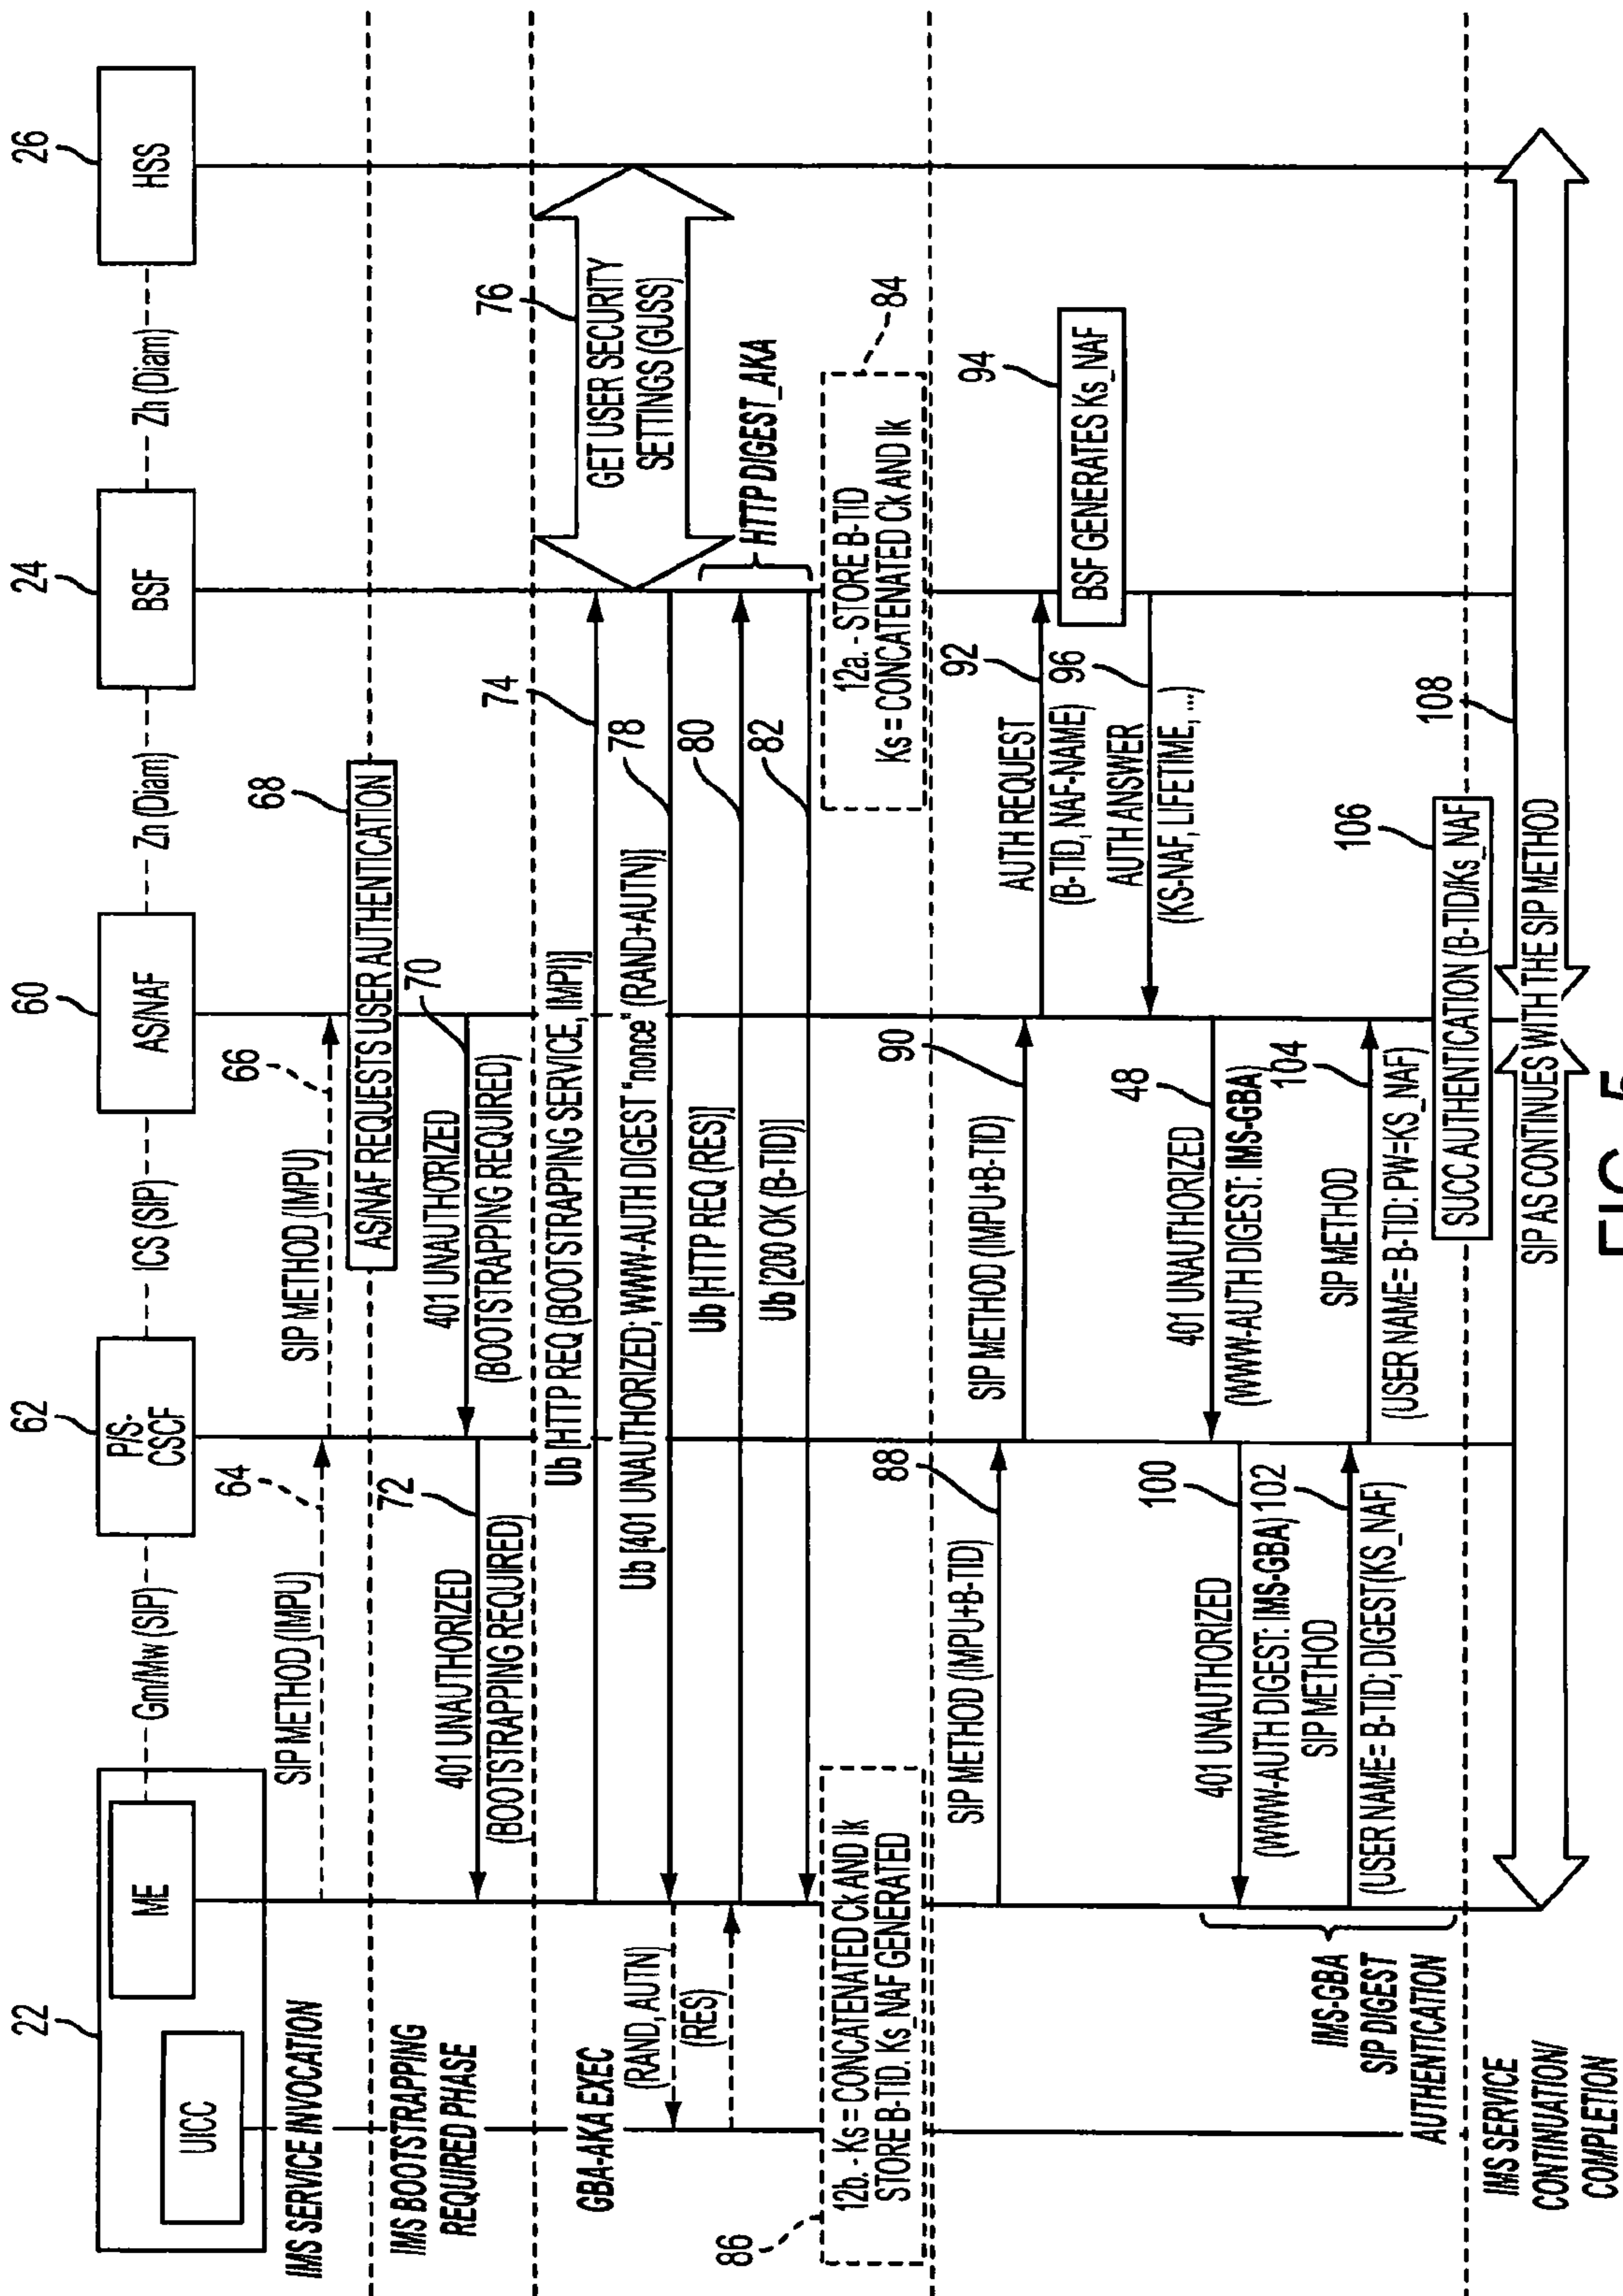 22
UICC
ME
Gm/Mw (SIP)
62
P/S-
CSCF
ICS (SIP)
60
AS/NAF
Zn (Diam)
24
BSF
Zh (Diam)
26
HSS
IMS SERVICE INVOCATION
SIP METHOD (IMPU)
64
SIP METHOD (IMPU)
66
68
AS/NAF REQUESTS USER AUTHENTICATION
IMS BOOTSTRAPPING
REQUIRED PHASE
401 UNAUTHORIZED
(BOOTSTRAPPING REQUIRED)
72
401 UNAUTHORIZED
(BOOTSTRAPPING REQUIRED)
70
GBA-AKA EXEC
Ub [HTTP REQ (BOOTSTRAPPING SERVICE, IMPI)]
74
76
GET USER SECURITY
SETTINGS (GUSS)
(RAND, AUTN)
Ub [401 UNAUTHORIZED; WWW-AUTH DIGEST "nonce" (RAND+AUTN)]
78
(RES)
Ub [HTTP REQ (RES)]
80
HTTP DIGEST_AKA
Ub [200 OK (B-TID)]
82
86
12b. - Ks = CONCATENATED CK AND Ik
STORE B-TID. Ks_NAF GENERATED
12a. - STORE B-TID
Ks = CONCATENATED CK AND Ik
84
SIP METHOD (IMPU+B-TID)
88
SIP METHOD (IMPU+B-TID)
90
AUTH REQUEST
(B-TID, NAF-NAME)
92
BSF GENERATES Ks_NAF
94
AUTH ANSWER
(KS-NAF, LIFETIME, ...)
96
401 UNAUTHORIZED
(WWW-AUTH DIGEST: IMS-GBA)
48
401 UNAUTHORIZED
(WWW-AUTH DIGEST: IMS-GBA)
100
SIP METHOD
(USER NAME= B-TID; DIGEST(KS_NAF)
102
SIP METHOD
(USER NAME= B-TID: PW=KS_NAF)
104
IMS-GBA
SIP DIGEST
AUTHENTICATION
SUCC AUTHENTICATION (B-TID/Ks_NAF
106
108
IMS SERVICE
CONTINUATION/
COMPLETION
SIP AS CONTINUES WITH THE SIP METHOD